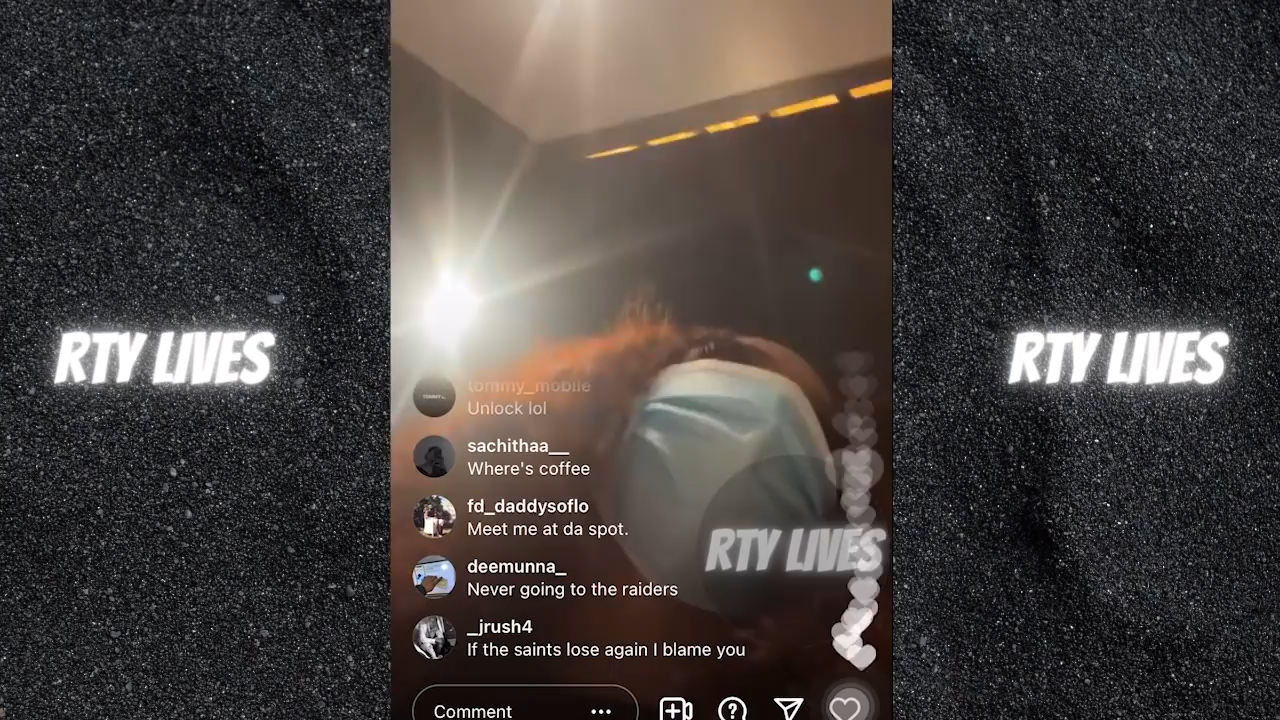 RTY LIVES
tommy_mobile
Unlock lol
sachithaa__
Where's coffee
fd_daddysoflo
Meet me at da spot.
RTY LIVES
deemunna_
Never going to the raiders
_jrush4
If the saints lose again I blame you
Comment
RTY LIVES